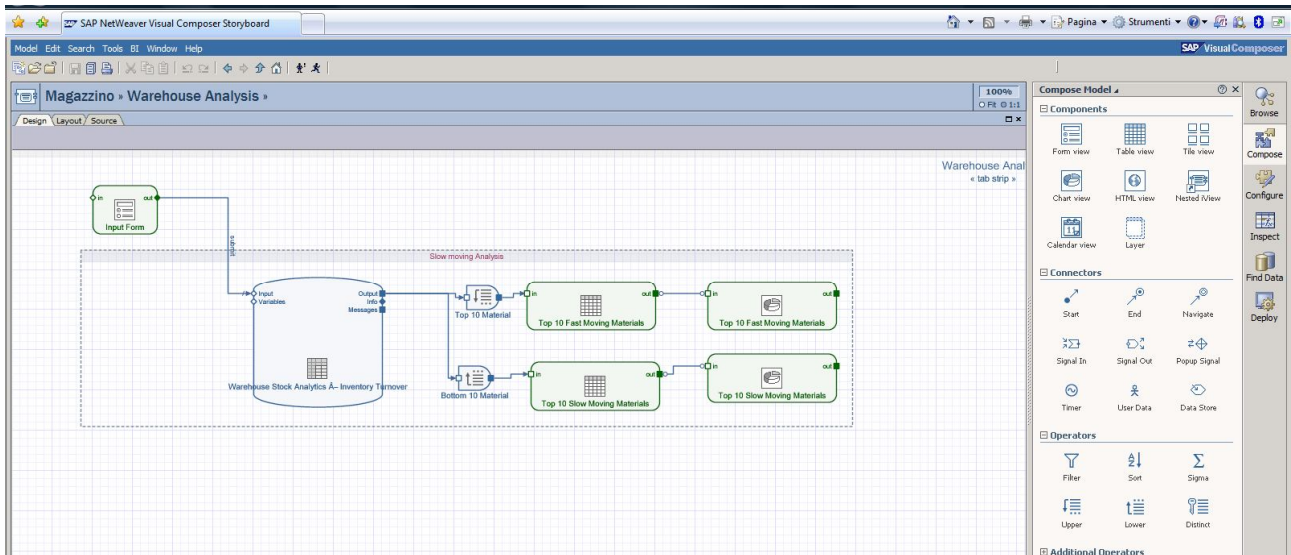 SAP NetWeaver Visual Composer Storyboard
Pagina
Strumenti
Model Edit Search Tools BI Window Help
SAP Visual Composer
Magazzino » Warehouse Analysis »
100%
Fit 1:1
Design Layout Source
Warehouse Anal
« tab strip »
in out
Input Form
submit
Slow moving Analysis
Input
Variables
Output
Info
Messages
Warehouse Stock Analytics Â– Inventory Turnover
Top 10 Material
in out
Top 10 Fast Moving Materials
in out
Top 10 Fast Moving Materials
Bottom 10 Material
in out
Top 10 Slow Moving Materials
in out
Top 10 Slow Moving Materials
Compose Model
Components
Form view Table view Tile view
Chart view HTML view Nested iView
Calendar view Layer
Connectors
Start End Navigate
Signal In Signal Out Popup Signal
Timer User Data Data Store
Operators
Filter Sort Sigma
Upper Lower Distinct
Additional Operators
Browse
Compose
Configure
Inspect
Find Data
Deploy